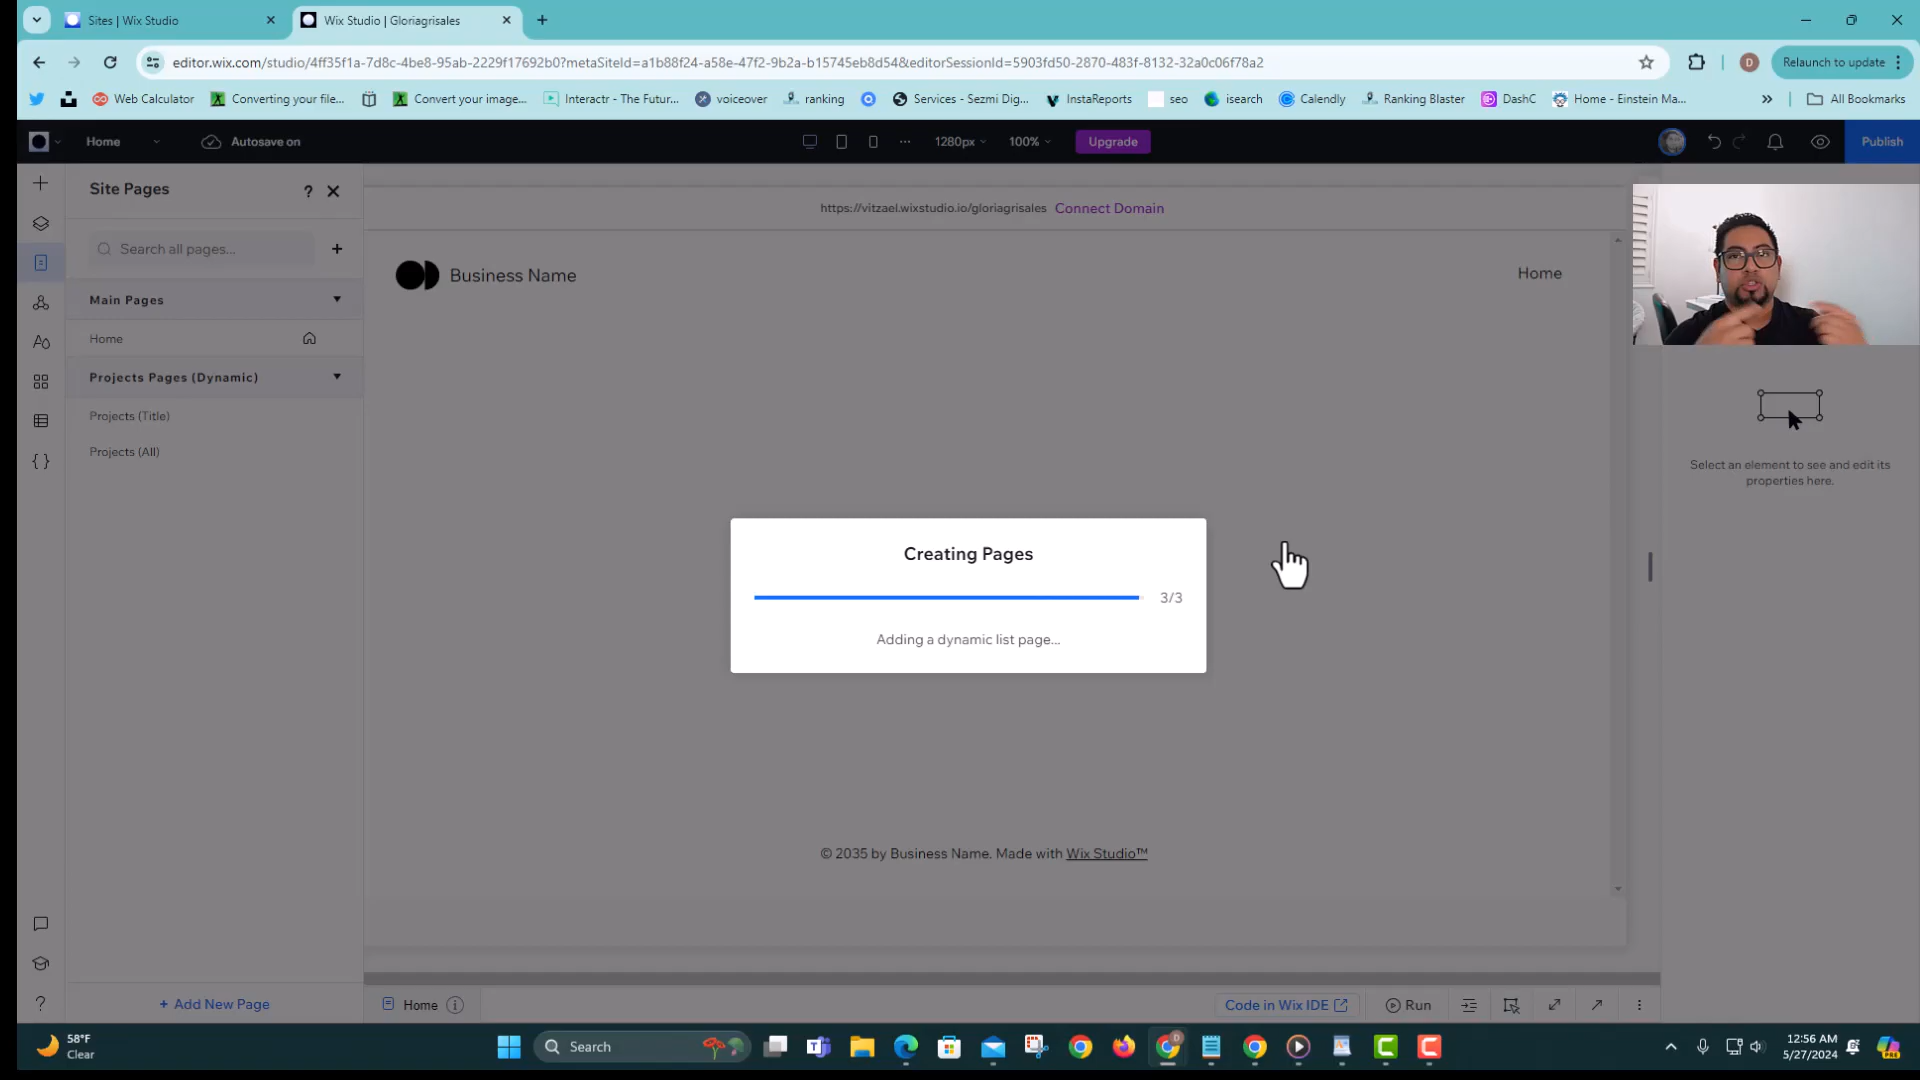 Sites | Wix Studio
Wix Studio | Gloriagrisales
editor.wix.com/studio/4ff35f1a-7d8c-4be8-95ab-2229f17692b0?metaSiteId=a1b88f24-a58e-47f2-9b2a-b15745eb8d54&editorSessionId=5903fd50-2870-483f-8132-32a0c06f78a2
D
Relaunch to update
Web Calculator
Converting your file...
Convert your image...
Interactr - The Futur...
voiceover
ranking
Services - Sezmi Dig...
InstaReports
seo
isearch
Calendly
Ranking Blaster
DashC
Home - Einstein Ma...
All Bookmarks
Home
Autosave on
1280px
100%
Upgrade
Publish
Site Pages
?
Search all pages...
Main Pages
Home
Projects Pages (Dynamic)
Projects (Title)
Projects (All)
+ Add New Page
https://vitzael.wixstudio.io/gloriagrisales
Connect Domain
Business Name
Home
Creating Pages
3/3
Adding a dynamic list page...
© 2035 by Business Name. Made with Wix Studio™
Select an element to see and edit its
properties here.
Home
Code in Wix IDE
Run
58°F
Clear
Search
12:56 AM
5/27/2024